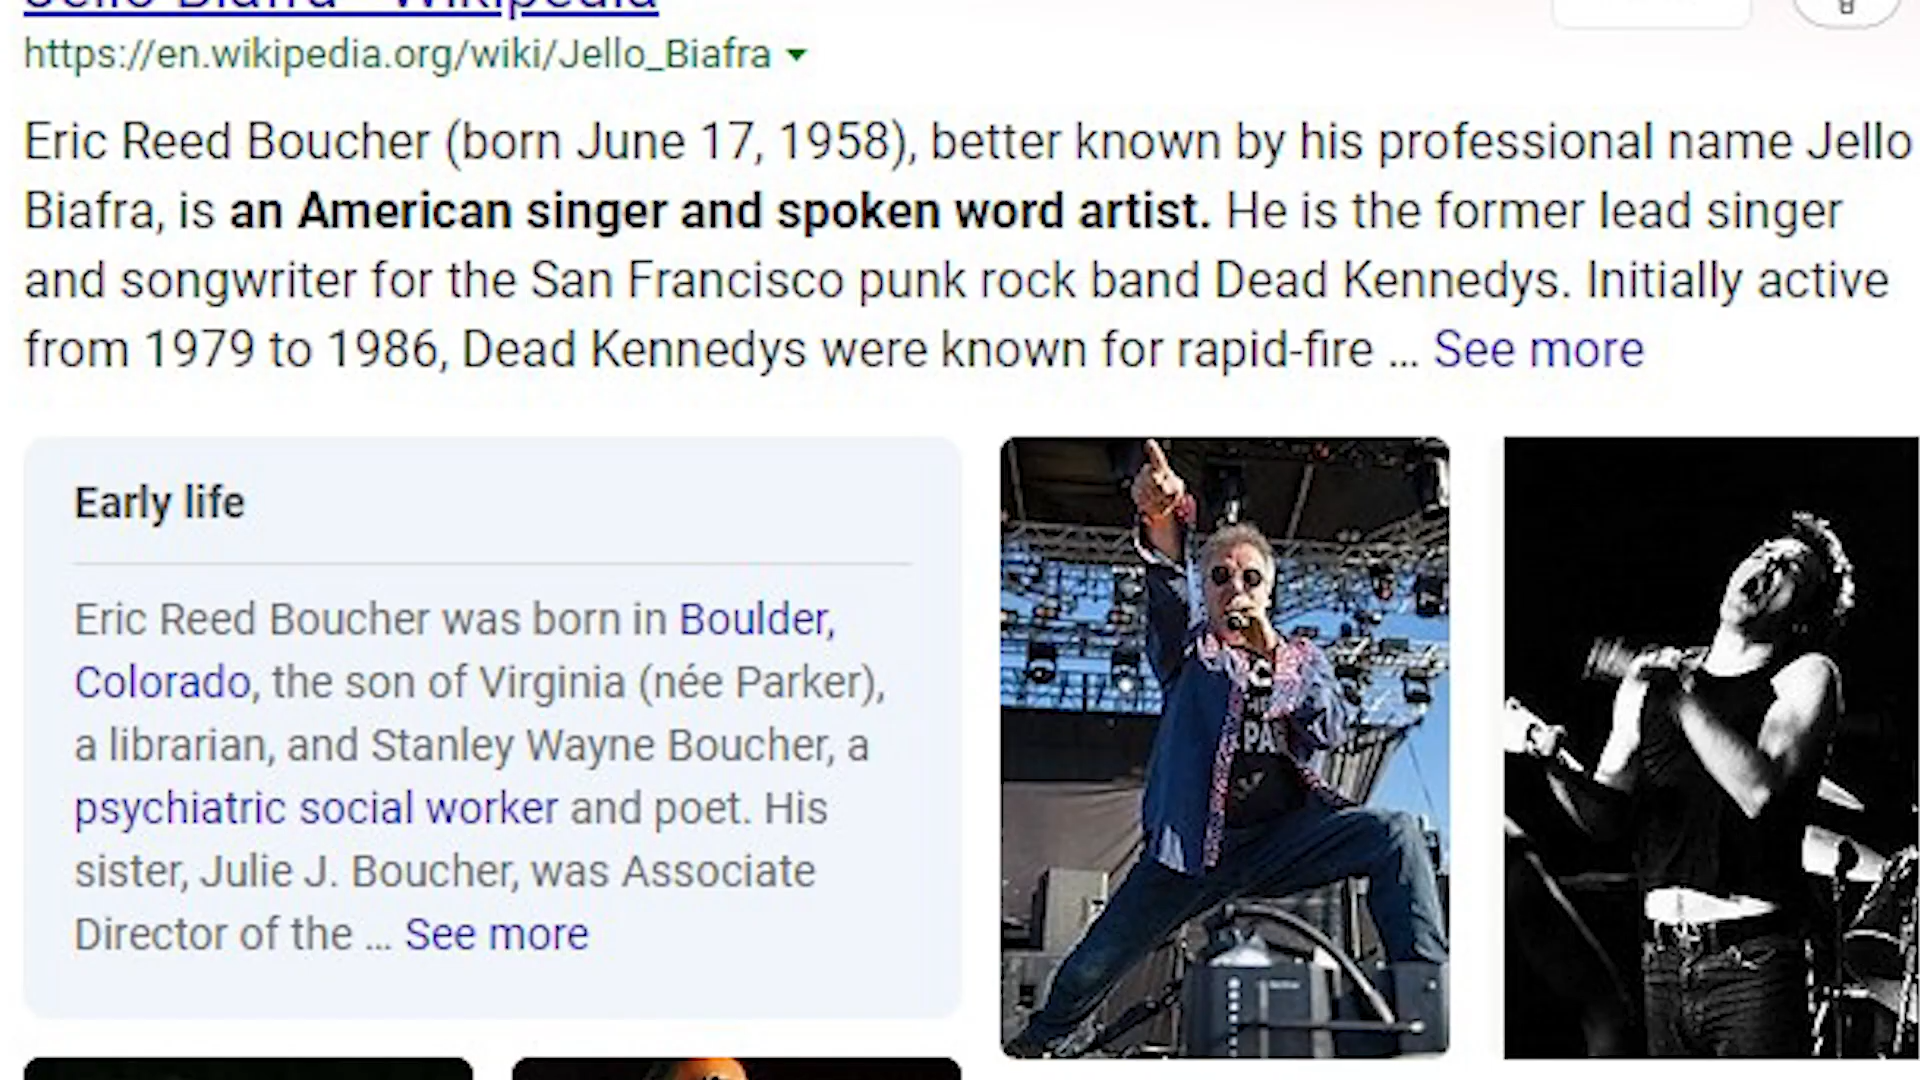 Jello Biafra - Wikipedia
https://en.wikipedia.org/wiki/Jello_Biafra
Eric Reed Boucher (born June 17, 1958), better known by his professional name Jello
Biafra, is an American singer and spoken word artist. He is the former lead singer
and songwriter for the San Francisco punk rock band Dead Kennedys. Initially active
from 1979 to 1986, Dead Kennedys were known for rapid-fire ... See more
Early life
Eric Reed Boucher was born in Boulder,
Colorado, the son of Virginia (née Parker),
a librarian, and Stanley Wayne Boucher, a
psychiatric social worker and poet. His
sister, Julie J. Boucher, was Associate
Director of the ... See more